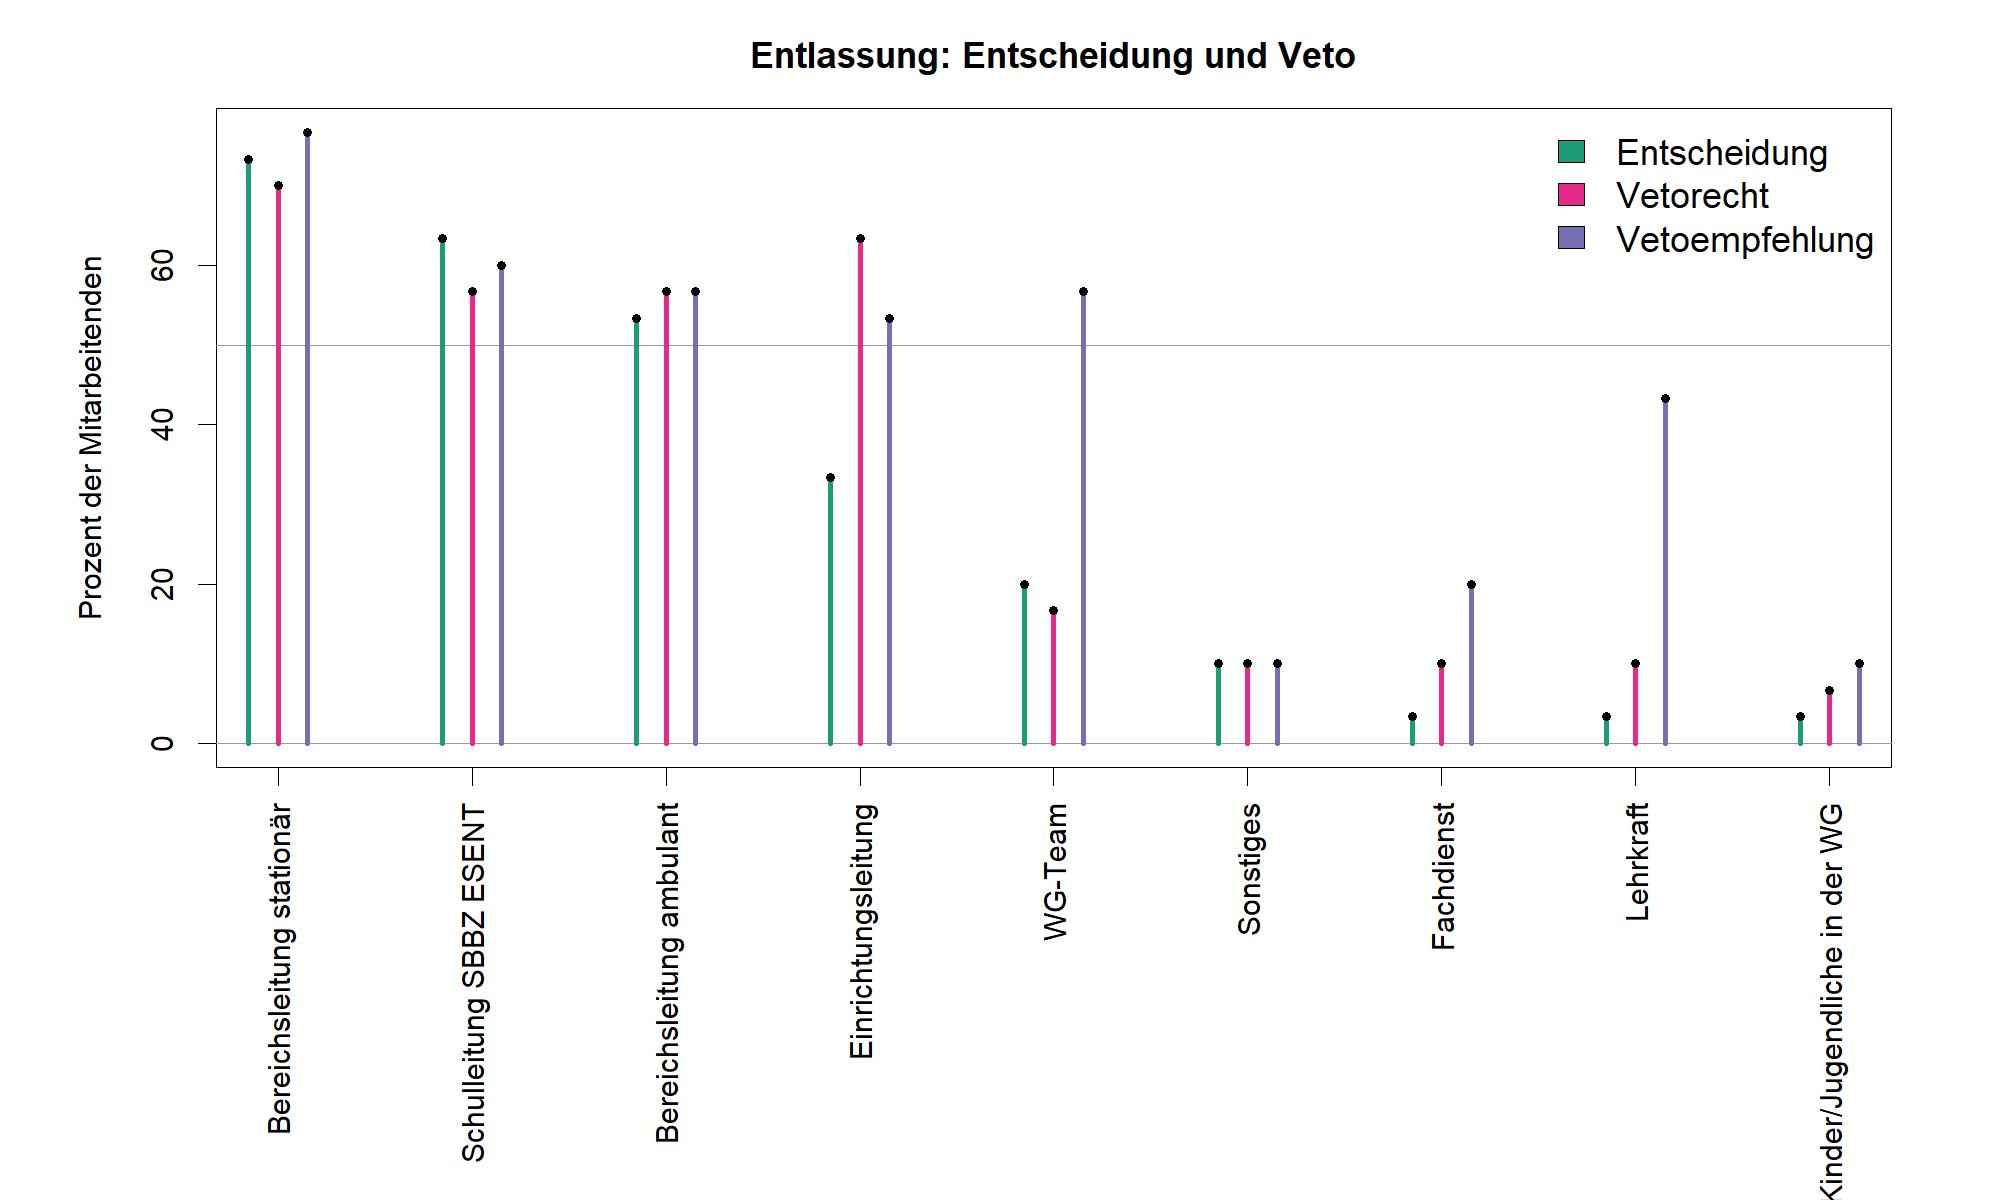 Entlassung: Entscheidung und Veto
Entscheidung
Vetorecht
Vetoempfehlung
Prozent der Mitarbeitenden
60
40
20
0
Bereichsleitung stationär
Schulleitung SBBZ ESENT
Bereichsleitung ambulant
Einrichtungsleitung
WG-Team
Sonstiges
Fachdienst
Lehrkraft
Kinder/Jugendliche in der WG